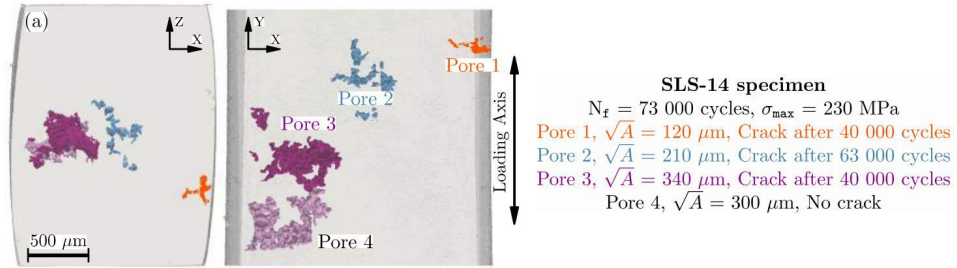 (a)
Z
X
500 μm
Y
X
Pore 1
Pore 2
Pore 3
Pore 4
Loading Axis
SLS-14 specimen
N_f = 73 000 cycles, σ_max = 230 MPa
Pore 1, √A = 120 μm, Crack after 40 000 cycles
Pore 2, √A = 210 μm, Crack after 63 000 cycles
Pore 3, √A = 340 μm, Crack after 40 000 cycles
Pore 4, √A = 300 μm, No crack